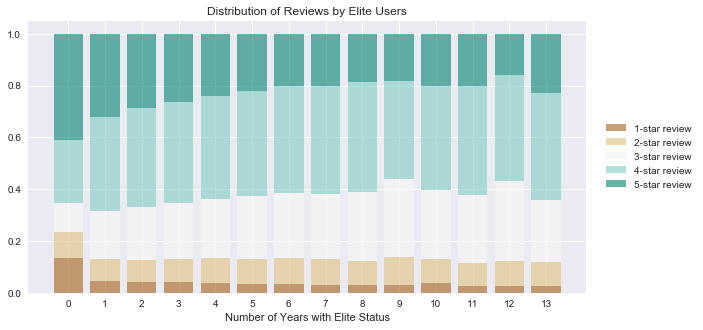 Distribution of Reviews by Elite Users
1.0
0.8
0.6
0.4
0.2
0.0
0 1 2 3 4 5 6 7 8 9 10 11 12 13
Number of Years with Elite Status
1-star review
2-star review
3-star review
4-star review
5-star review